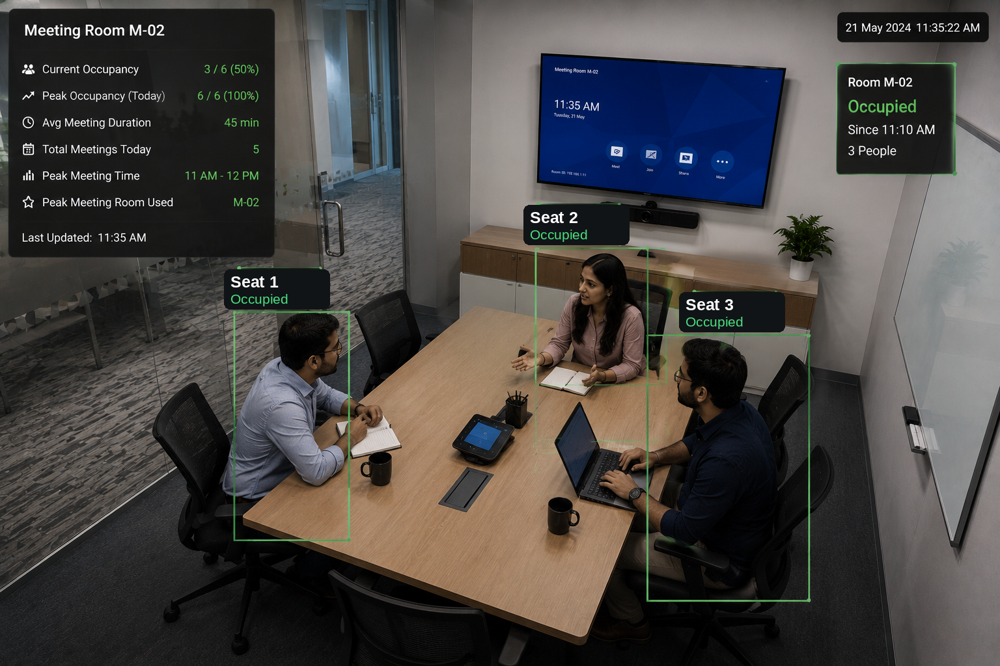 Meeting Room M-02
Current Occupancy 3 / 6 (50%)
Peak Occupancy (Today) 6 / 6 (100%)
Avg Meeting Duration 45 min
Total Meetings Today 5
Peak Meeting Time 11 AM - 12 PM
Peak Meeting Room Used M-02
Last Updated: 11:35 AM
21 May 2024 11:35:22 AM
Room M-02
Occupied
Since 11:10 AM
3 People
Meeting Room M-02
11:35 AM
Tuesday, 21 May
Meet
Join
Share
More
Seat 2
Occupied
Seat 1
Occupied
Seat 3
Occupied